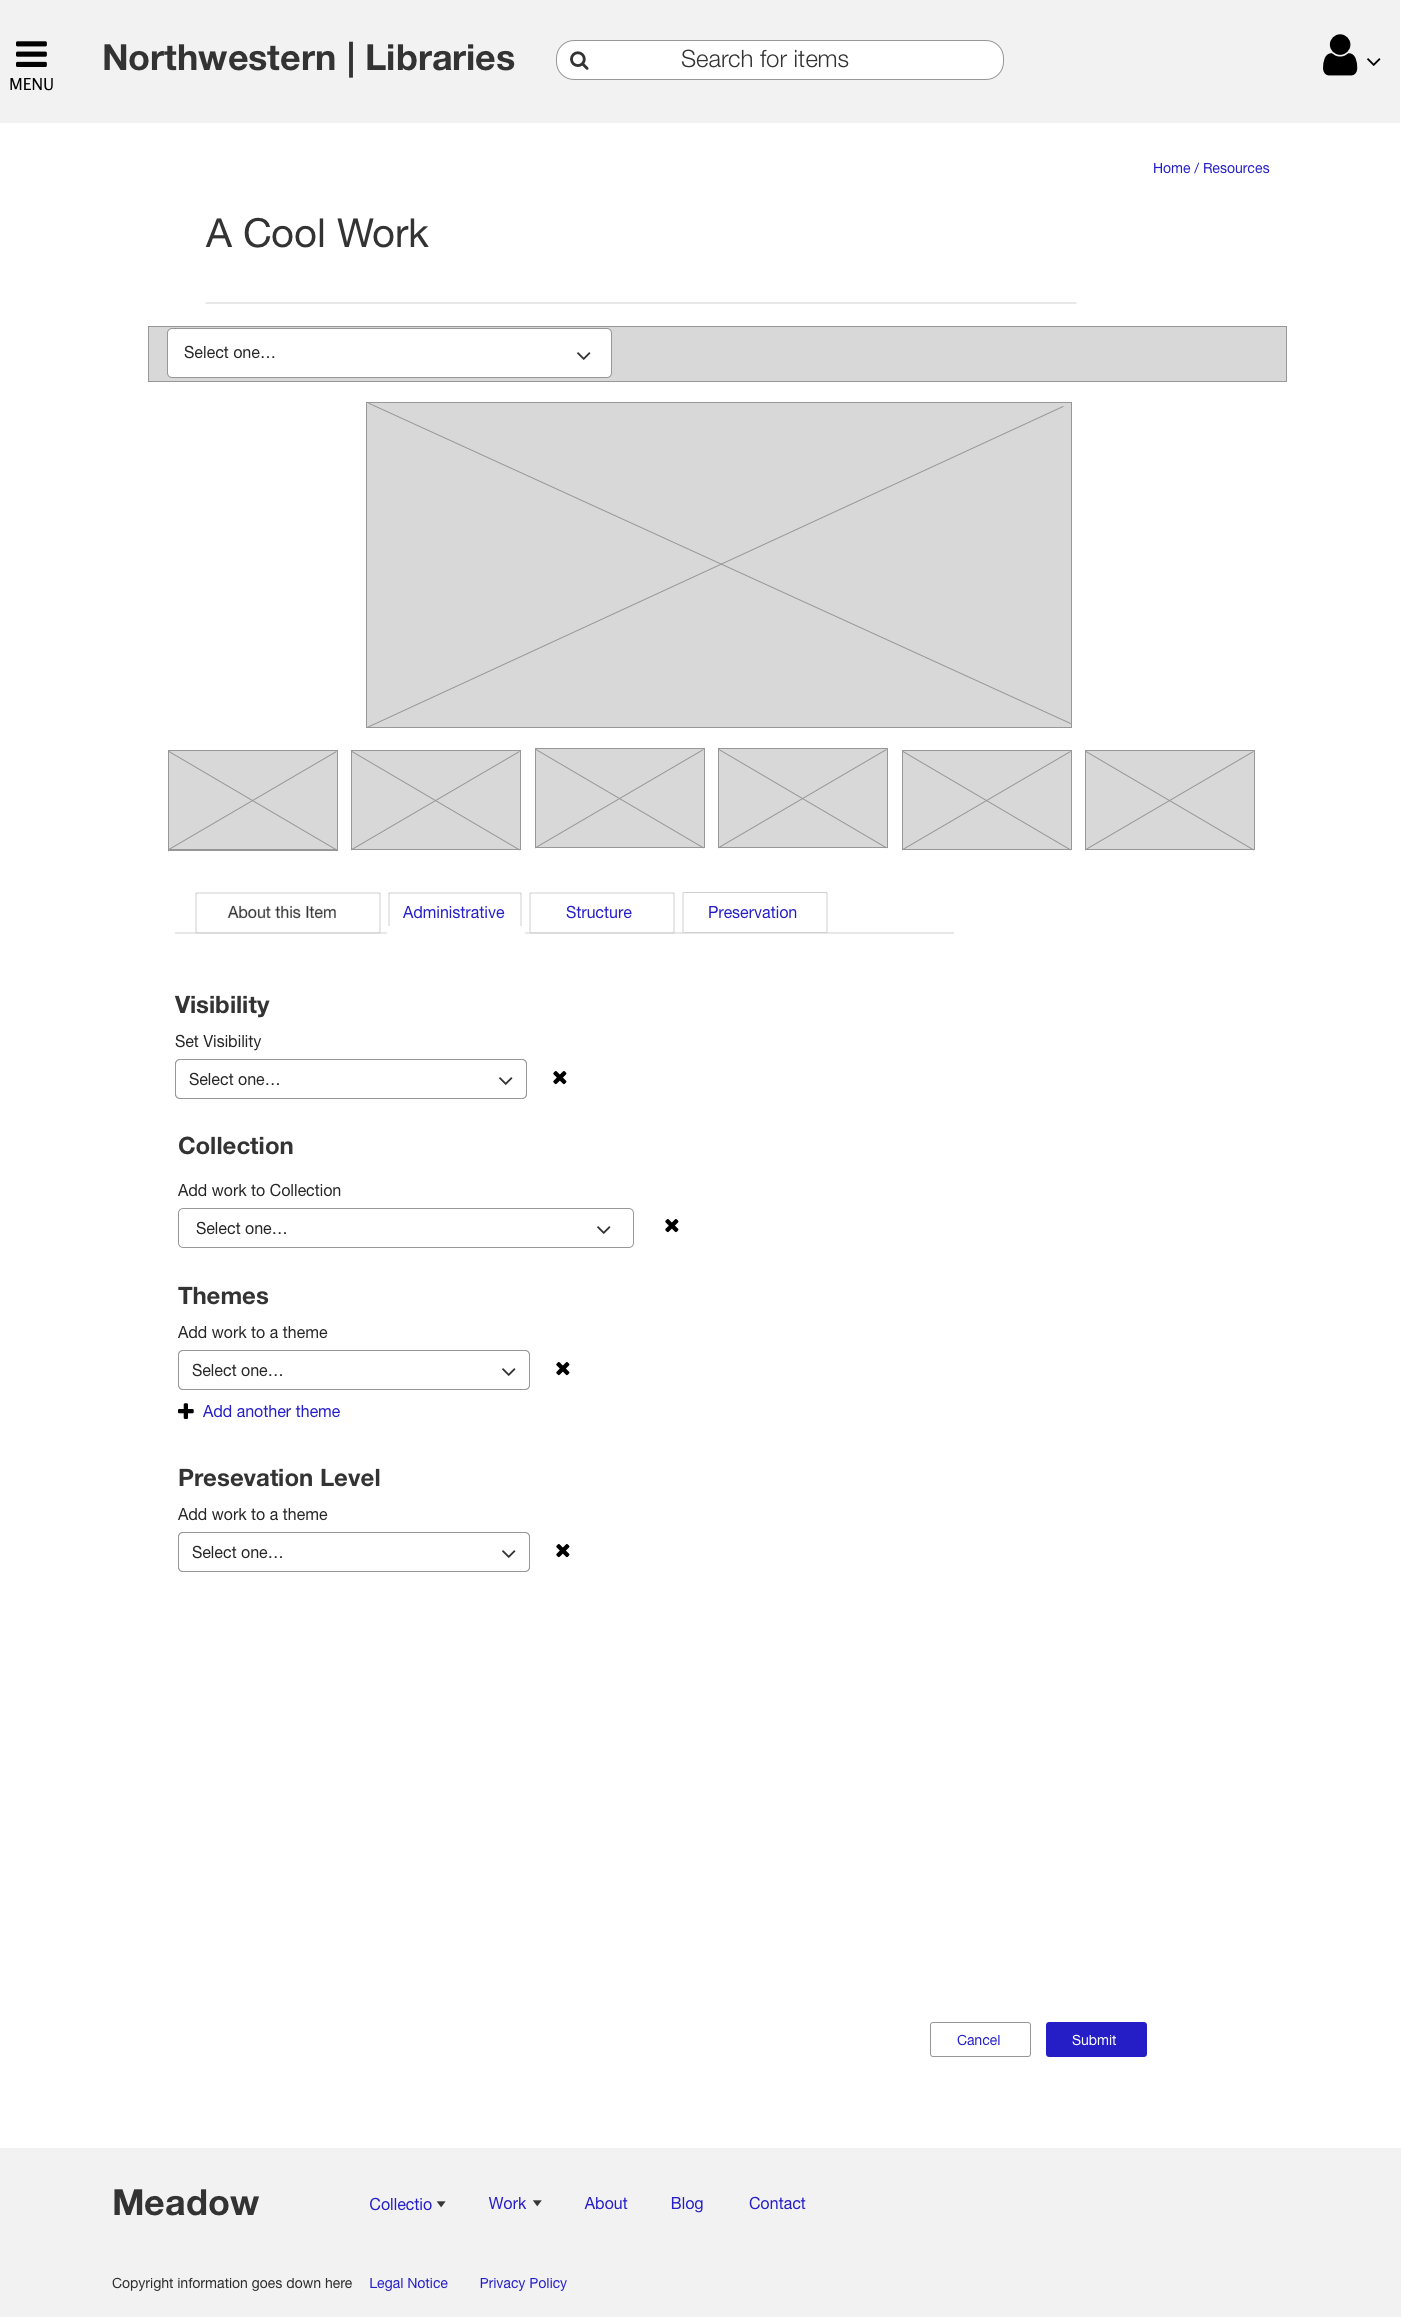 MENU
Northwestern | Libraries
Search for items
Home / Resources
A Cool Work
Select one...
About this Item
Administrative
Structure
Preservation
Visibility
Set Visibility
Select one...
Collection
Add work to Collection
Select one...
Themes
Add work to a theme
Select one...
Add another theme
Presevation Level
Add work to a theme
Select one...
Cancel
Submit
Meadow
Collectio
Work
About
Blog
Contact
Copyright information goes down here
Legal Notice
Privacy Policy